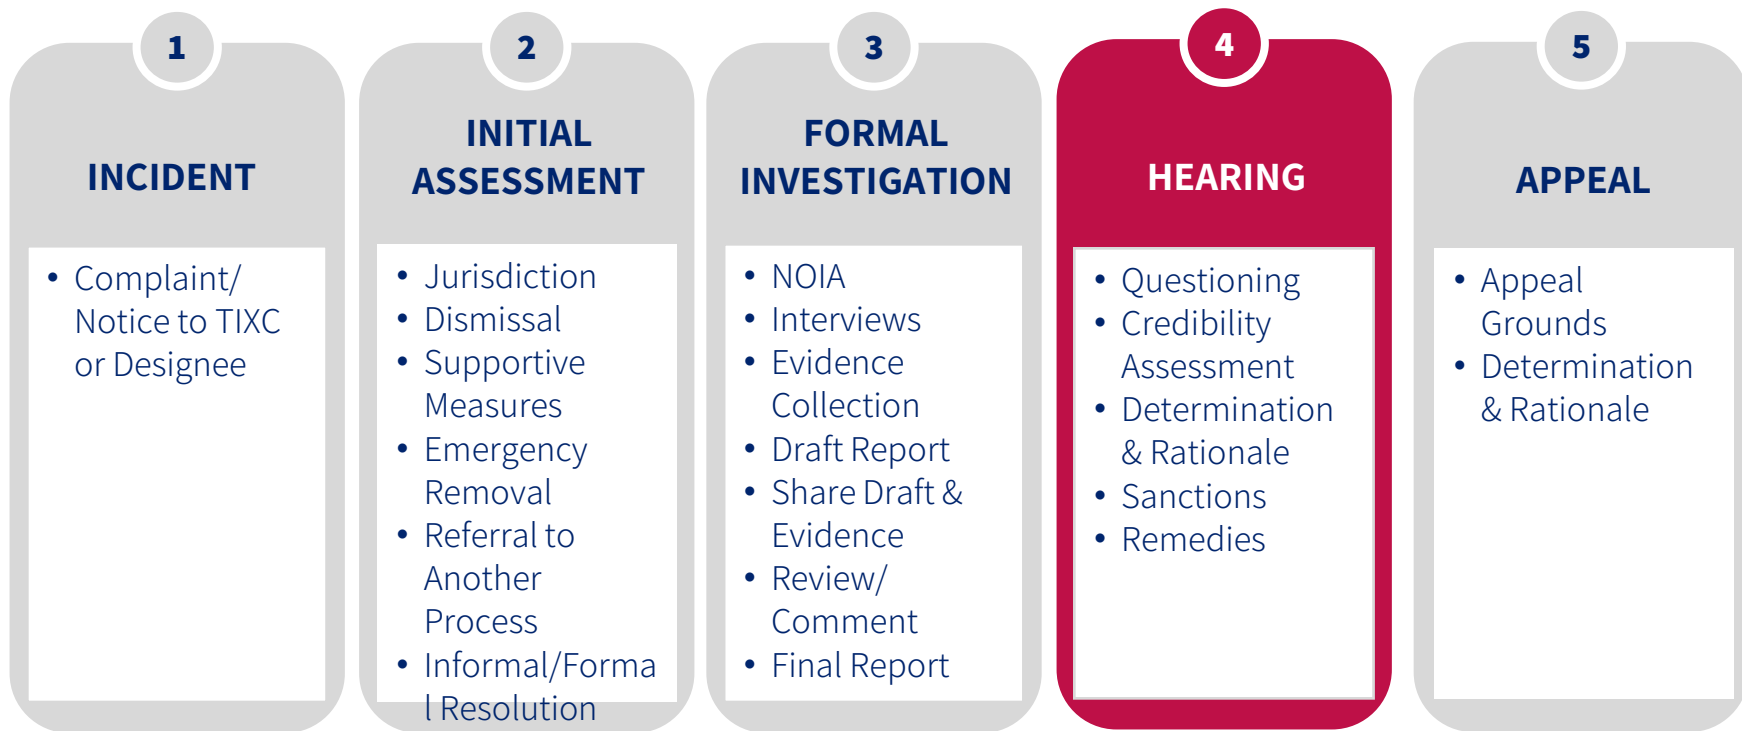 1
INCIDENT
• Complaint/
Notice to TIXC
or Designee
2
INITIAL
ASSESSMENT
• Jurisdiction
• Dismissal
• Supportive
Measures
• Emergency
Removal
• Referral to
Another
Process
• Informal/Forma
l Resolution
3
FORMAL
INVESTIGATION
• NOIA
• Interviews
• Evidence
Collection
• Draft Report
• Share Draft &
Evidence
• Review/
Comment
• Final Report
4
HEARING
• Questioning
• Credibility
Assessment
• Determination
& Rationale
• Sanctions
• Remedies
5
APPEAL
• Appeal
Grounds
• Determination
& Rationale